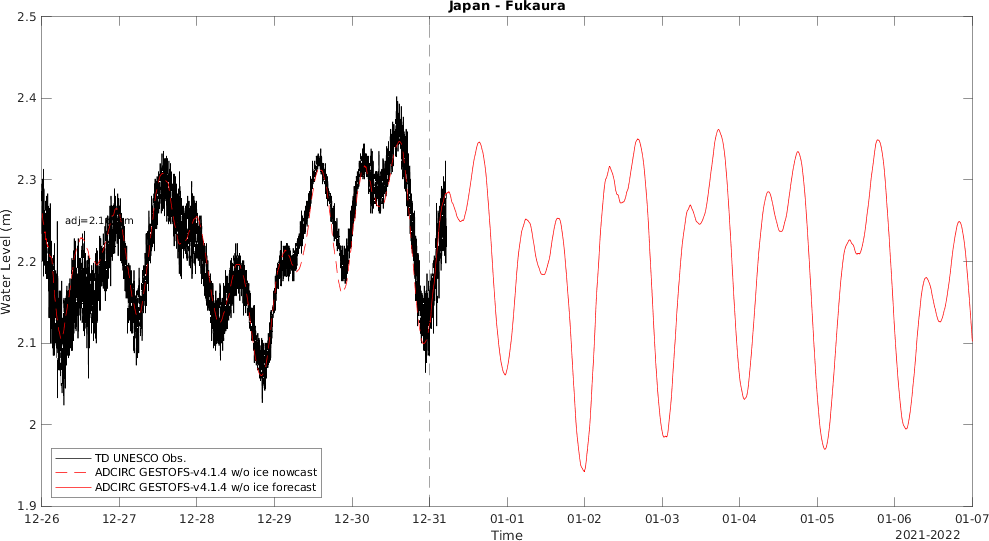 Japan - Fukaura
Water Level (m)
2.5
2.4
2.3
2.2
2.1
2
1.9
TD UNESCO Obs.
ADCIRC GESTOFS-v4.1.4 w/o ice nowcast
ADCIRC GESTOFS-v4.1.4 w/o ice forecast
12-26 12-27 12-28 12-29 12-30 12-31 01-01 01-02 01-03 01-04 01-05 01-06 01-07
Time
2021-2022